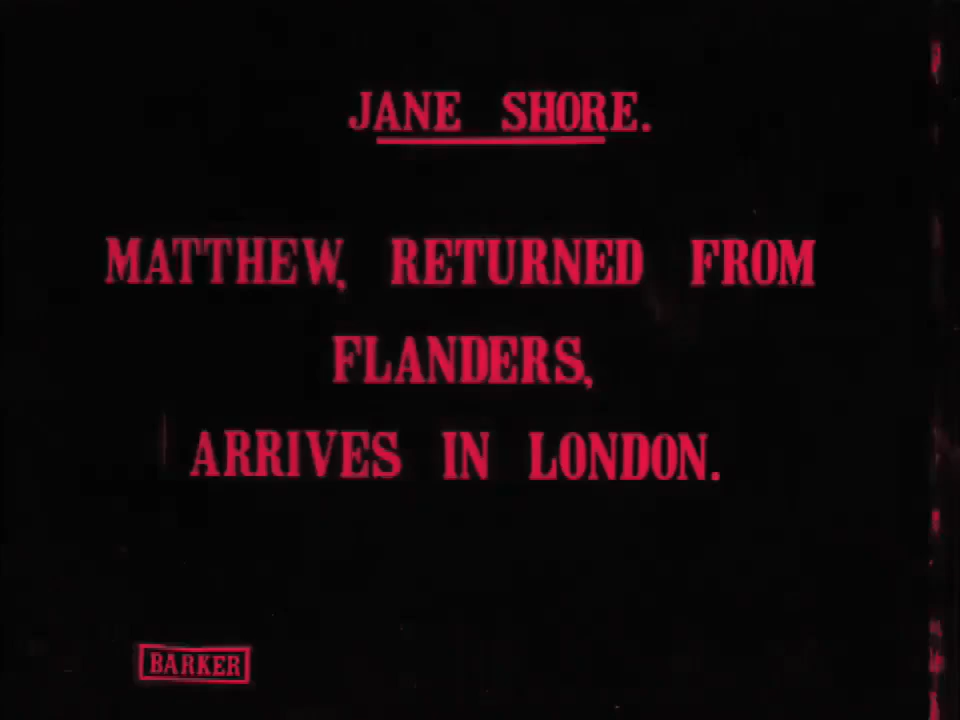 JANE SHORE.
MATTHEW, RETURNED FROM
FLANDERS,
ARRIVES IN LONDON.
BARKER